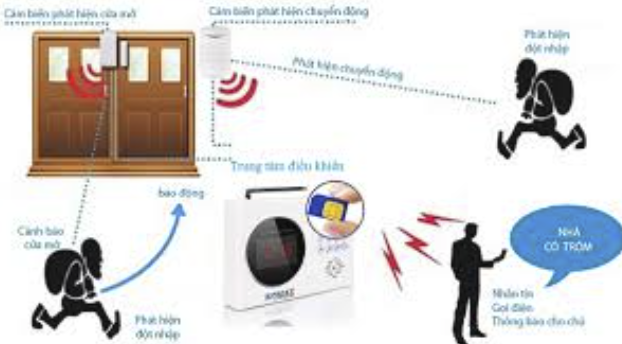 Cảm biến phát hiện cửa mở
Cảm biến phát hiện chuyển động
Phát hiện
đột nhập
Phát hiện chuyển động
Trung tâm điều khiển
báo động
Cảnh báo
cửa mở
NHÀ
CÓ TRỘM
Nhắn tin
Gọi điện
Thông báo cho chủ
Phát hiện
đột nhập